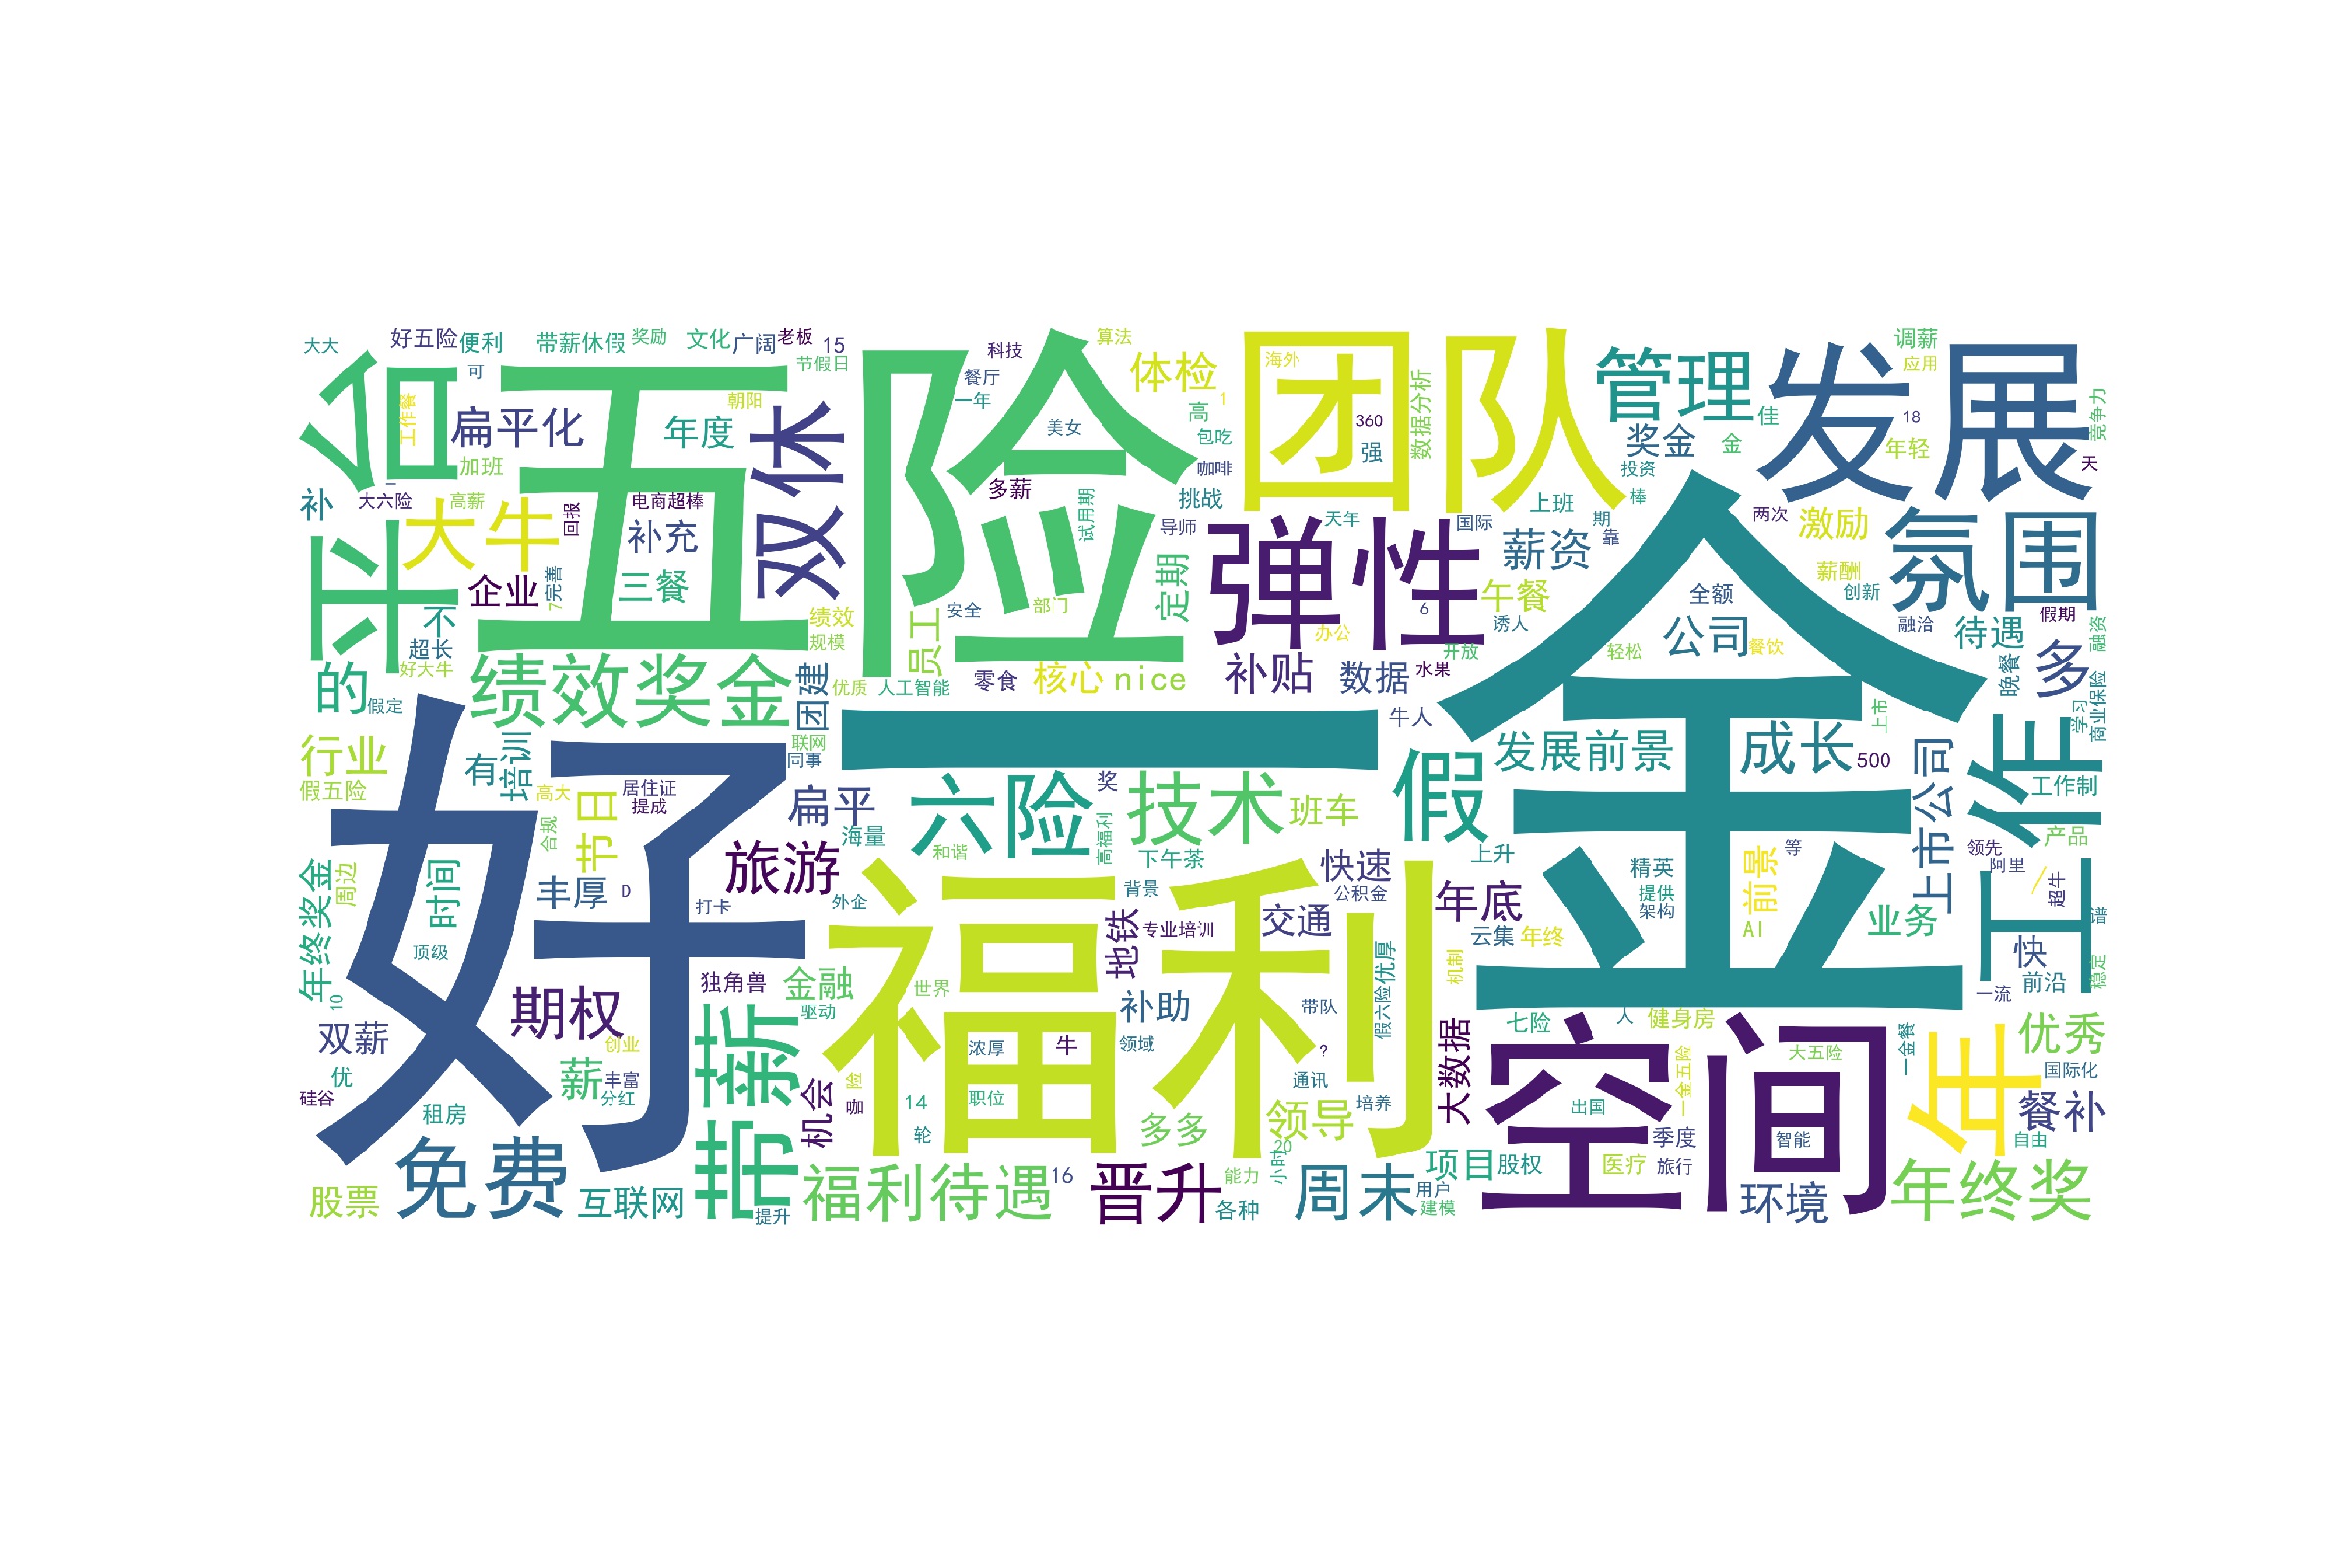 五险
一金
好
福利
团队
发展
空间
平台
弹性
氛围
工作
双休
绩效奖金
带薪
年
免费
六险
技术
假
管理
大牛
旅游
晋升
周末
福利待遇
年终奖
期权
成长
发展前景
上市公司
年终奖金
扁平化
扁平
年度
体检
奖金
薪资
激励
待遇
多
公司
午餐
补贴
数据
核心
nice
零食
员工
定期
团建
三餐
补充
企业
不
补
的
行业
有
培训
节日
丰厚
时间
双薪
优
薪
机会
互联网
股票
租房
金融
独角兽
班车
快速
交通
年底
地铁
补助
领导
多多
大数据
项目
股权
季度
环境
餐补
优秀
快
前沿
业务
前景
AI
精英
提供
架构
上升
公积金
云集
年终
七险
健身房
医疗
旅行
智能
出国
大五险
一金五险
一金餐
国际化
自由
一流
稳定
谱
超牛
领先
阿里
产品
工作制
500
等
上市
学习
商业保险
晚餐
融资
融洽
假期
创新
薪酬
全额
餐饮
轻松
开放
水果
牛人
办公
诱人
6
靠
期
两次
棒
投资
上班
国际
天年
挑战
强
360
海外
数据分析
高
包吃
咖啡
1
算法
科技
餐厅
一年
美女
多薪
导师
试用期
安全
部门
人工智能
优质
规模
绩效
朝阳
节假日
15
老板
广阔
文化
奖励
带薪休假
便利
好五险
大大
可
工作餐
加班
大六险
高薪
电商超棒
回报
完善
7
超长
好大牛
假定
假五险
高大
居住证
提成
合规
周边
10
顶级
硅谷
创业
丰富
分红
提升
D
打卡
联网
同事
海量
和谐
外企
世界
驱动
奖
高福利
下午茶
背景
专业培训
浓厚
牛
领域
职位
14
轮
险
咖
16
能力
各种
小时
20
通讯
?
带队
培养
假六险优厚
机制
用户
建模
人
调薪
应用
佳
金
18
年轻
天
竞争力